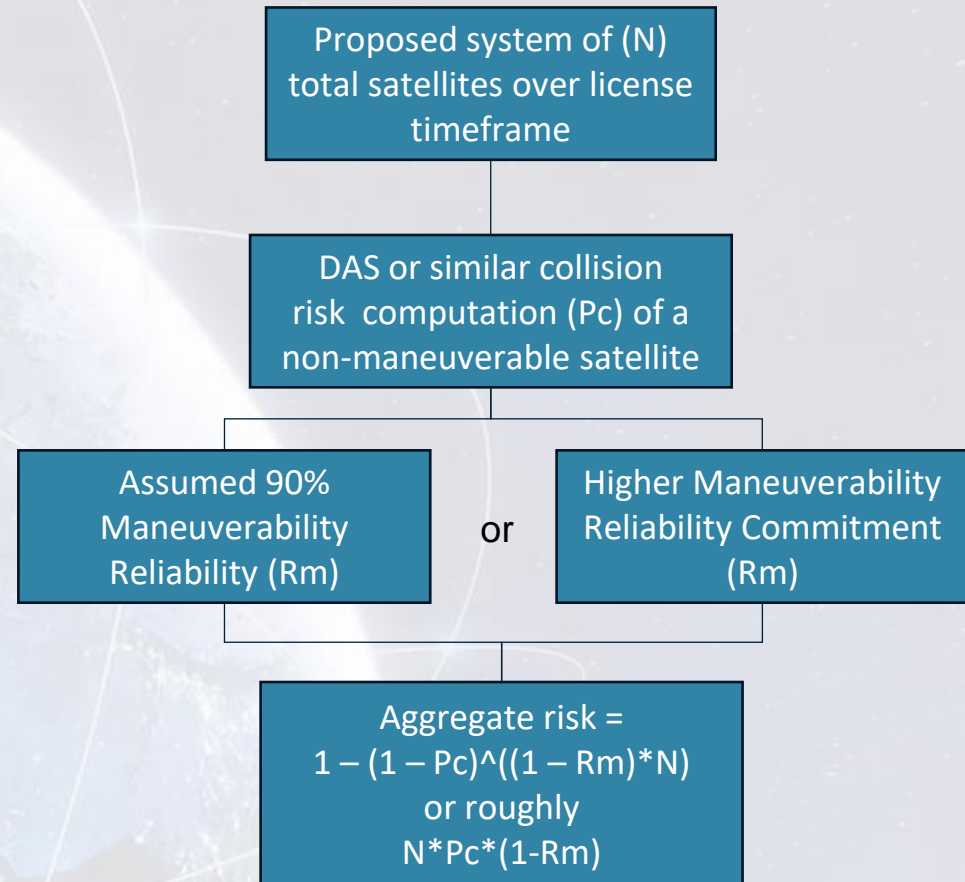 Proposed system of (N)
total satellites over license
timeframe
DAS or similar collision
risk computation (Pc) of a
non-maneuverable satellite
Assumed 90%
Maneuverability
Reliability (Rm)
or
Higher Maneuverability
Reliability Commitment
(Rm)
Aggregate risk =
1 – (1 – Pc)^((1 – Rm)*N)
or roughly
N*Pc*(1-Rm)